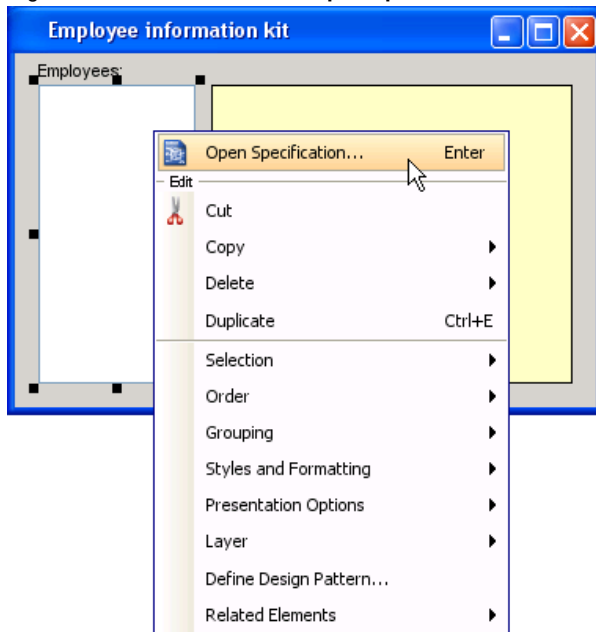 Employee information kit
Employees:
Open Specification... Enter
Edit
Cut
Copy
Delete
Duplicate Ctrl+E
Selection
Order
Grouping
Styles and Formatting
Presentation Options
Layer
Define Design Pattern...
Related Elements